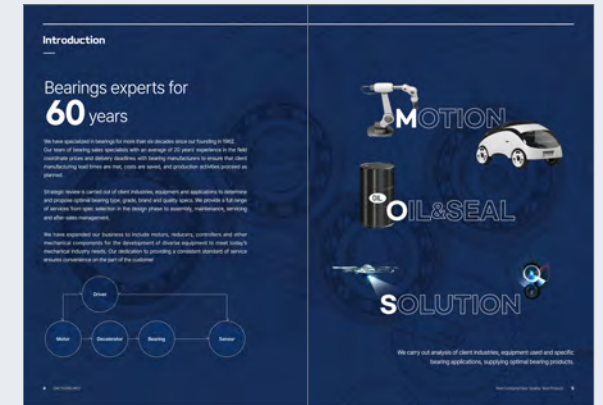 Introduction
Bearings experts for
60 years
We have specialized in bearings for more than six decades since our founding in 1962.
Our team of bearing sales specialists with an average of 20 years' experience in the field
coordinate prices and delivery deadlines with bearing manufacturers to ensure that client
manufacturing lead times are met, costs are saved, and production activities proceed as
planned.
Strategic review is carried out of client industries, equipment and applications to determine
and propose optimal bearing type, grade, brand and quality specs. We provide a full range
of services from spec selection in the design phase to assembly, maintenance, servicing
and after-sales management.
We have expanded our business to include motors, reducers, controllers and other
mechanical components for the development of diverse equipment to meet today's
mechanical industry needs. Our dedication to providing a consistent standard of service
ensures convenience on the part of the customer
Driver
Motor
Decelerator
Bearing
Sensor
4
MOTION
OIL
OIL&SEAL
SOLUTION
We carry out analysis of client industries, equipment used and specific
bearing applications, supplying optimal bearing products.
5